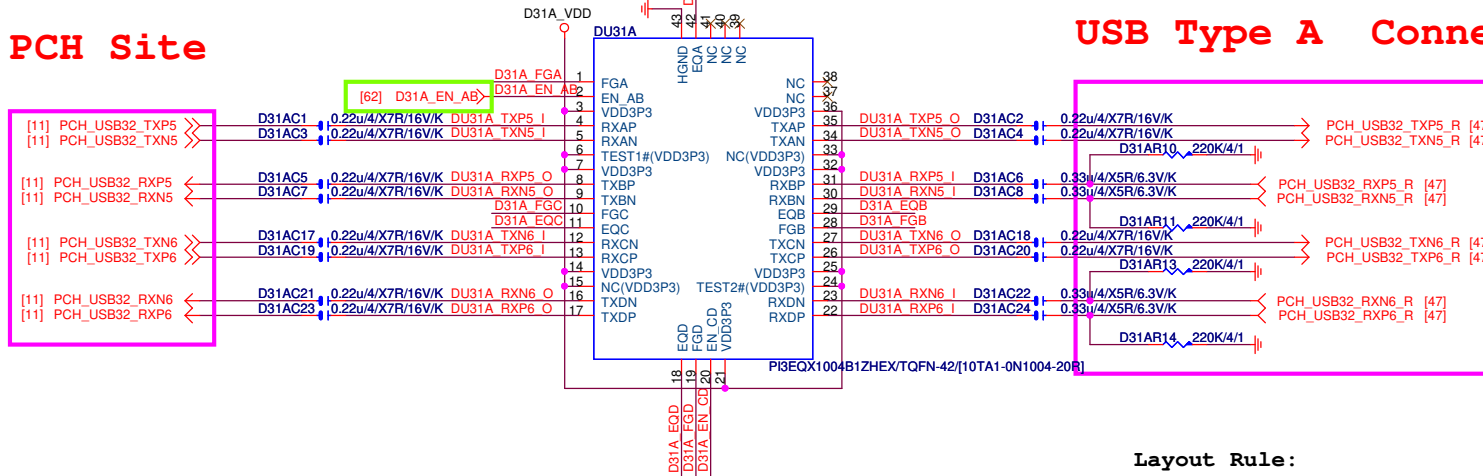 D31A_VDD
PCH Site
USB Type A Conne
DU31A
43 42 41 40 39
HGND EQA NC NC NC
D31A_FGA 1 FGA NC 38
[62] D31A_EN_AB D31A_EN_AB 2 EN_AB NC 37
3 VDD3P3 VDD3P3 36
[11] PCH_USB32_TXP5 D31AC1 0.22u/4/X7R/16V/K DU31A_TXP5_I 4 RXAP TXAP 35 DU31A_TXP5_O D31AC2 0.22u/4/X7R/16V/K PCH_USB32_TXP5_R [47
[11] PCH_USB32_TXN5 D31AC3 0.22u/4/X7R/16V/K DU31A_TXN5_I 5 RXAN TXAN 34 DU31A_TXN5_O D31AC4 0.22u/4/X7R/16V/K PCH_USB32_TXN5_R [47
6 TEST1#(VDD3P3) NC(VDD3P3) 33 D31AR10 220K/4/1
7 VDD3P3 VDD3P3 32
[11] PCH_USB32_RXP5 D31AC5 0.22u/4/X7R/16V/K DU31A_RXP5_O 8 TXBP RXBP 31 DU31A_RXP5_I D31AC6 0.33u/4/X5R/6.3V/K PCH_USB32_RXP5_R [47]
[11] PCH_USB32_RXN5 D31AC7 0.22u/4/X7R/16V/K DU31A_RXN5_O 9 TXBN RXBN 30 DU31A_RXN5_I D31AC8 0.33u/4/X5R/6.3V/K PCH_USB32_RXN5_R [47]
D31A_FGC 10 FGC EQB 29 D31A_EQB
D31A_EQC 11 EQC FGB 28 D31A_FGB D31AR11 220K/4/1
[11] PCH_USB32_TXN6 D31AC17 0.22u/4/X7R/16V/K DU31A_TXN6_I 12 RXCN TXCN 27 DU31A_TXN6_O D31AC18 0.22u/4/X7R/16V/K PCH_USB32_TXN6_R [47
[11] PCH_USB32_TXP6 D31AC19 0.22u/4/X7R/16V/K DU31A_TXP6_I 13 RXCP TXCP 26 DU31A_TXP6_O D31AC20 0.22u/4/X7R/16V/K PCH_USB32_TXP6_R [47
14 VDD3P3 VDD3P3 25 D31AR13 220K/4/1
15 NC(VDD3P3) TEST2#(VDD3P3) 24
[11] PCH_USB32_RXN6 D31AC21 0.22u/4/X7R/16V/K DU31A_RXN6_O 16 TXDN RXDN 23 DU31A_RXN6_I D31AC22 0.33u/4/X5R/6.3V/K PCH_USB32_RXN6_R [47]
[11] PCH_USB32_RXP6 D31AC23 0.22u/4/X7R/16V/K DU31A_RXP6_O 17 TXDP RXDP 22 DU31A_RXP6_I D31AC24 0.33u/4/X5R/6.3V/K PCH_USB32_RXP6_R [47]
D31AR14 220K/4/1
EQD FGD EN_CD VDD3P3
PI3EQX1004B1ZHEX/TQFN-42/[10TA1-0N1004-20R]
18 19 20 21
D31A_EQD D31A_FGD D31A_EN_CD
Layout Rule: